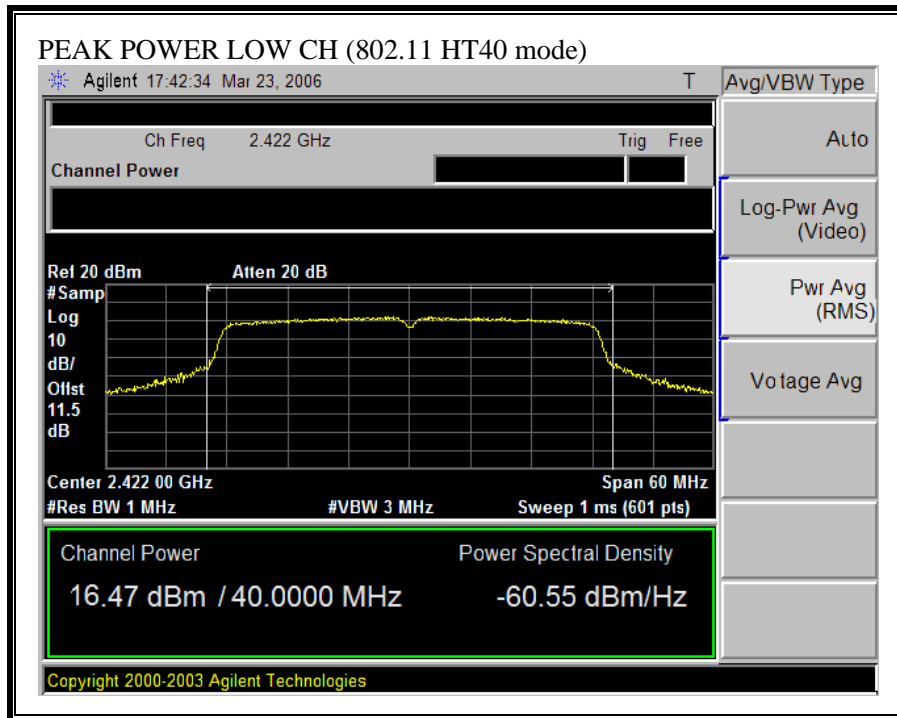 PEAK POWER LOW CH (802.11 HT40 mode)
Agilent 17:42:34 Mar 23, 2006 T
Avg/VBW Type
Ch Freq 2.422 GHz Trig Free
Channel Power
Auto
Log-Pwr Avg
(Video)
Pwr Avg
(RMS)
Vo tage Avg
Ref 20 dBm Atten 20 dB
#Samp
Log
10
dB/
Offst
11.5
dB
Center 2.422 00 GHz Span 60 MHz
#Res BW 1 MHz #VBW 3 MHz Sweep 1 ms (601 pts)
Channel Power Power Spectral Density
16.47 dBm / 40.0000 MHz -60.55 dBm/Hz
Copyright 2000-2003 Agilent Technologies